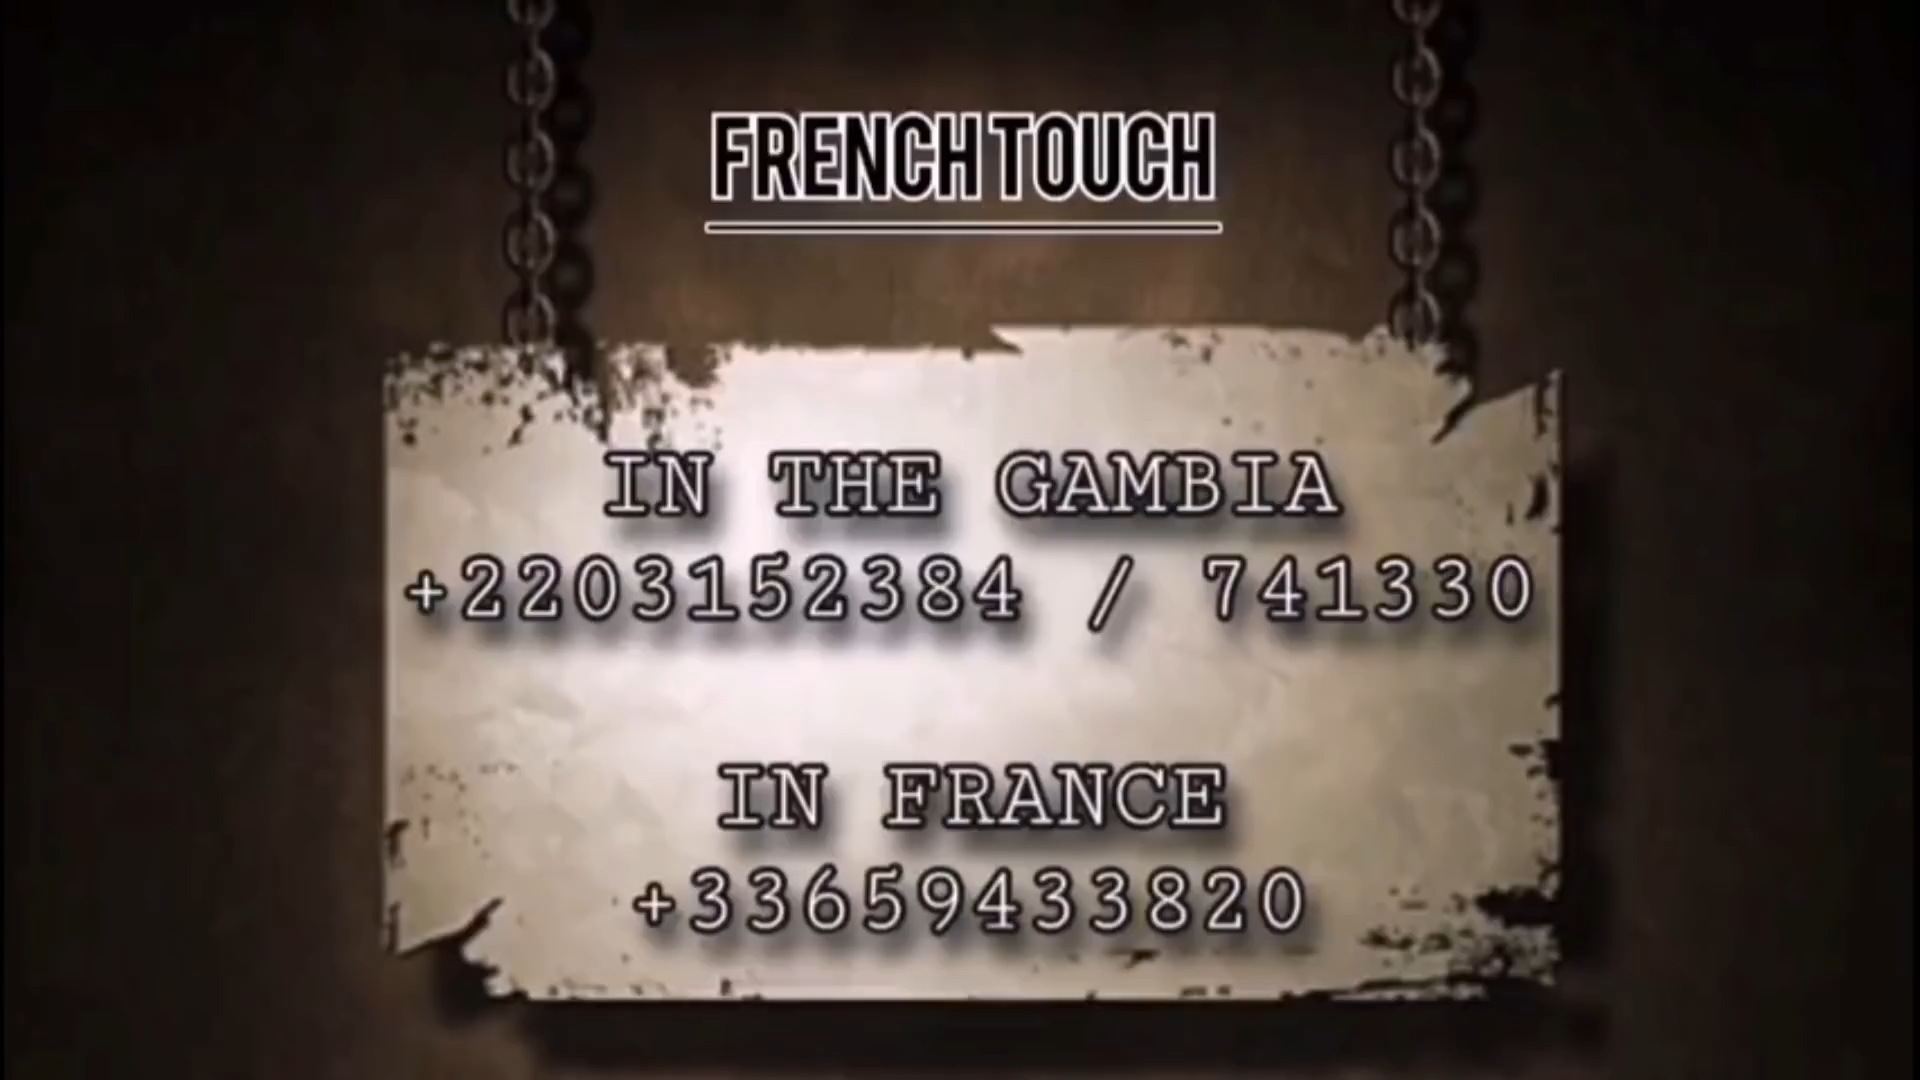 FRENCH TOUCH
IN THE GAMBIA
+2203152384 / 741330
IN FRANCE
+33659433820